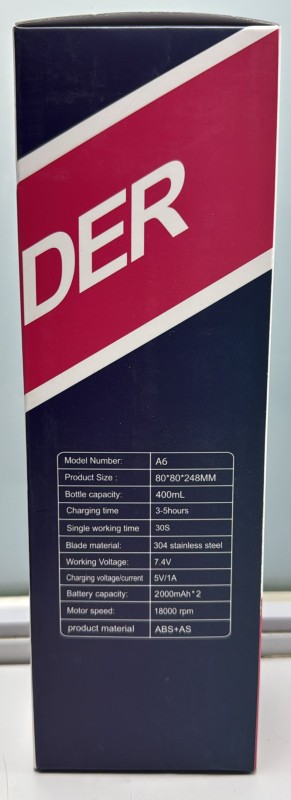 DER
Model Number: A6
Product Size : 80*80*248MM
Bottle capacity: 400mL
Charging time 3-5hours
Single working time 30S
Blade material: 304 stainless steel
Working Voltage: 7.4V
Charging voltage/current 5V/1A
Battery capacity: 2000mAh*2
Motor speed: 18000 rpm
product material ABS+AS